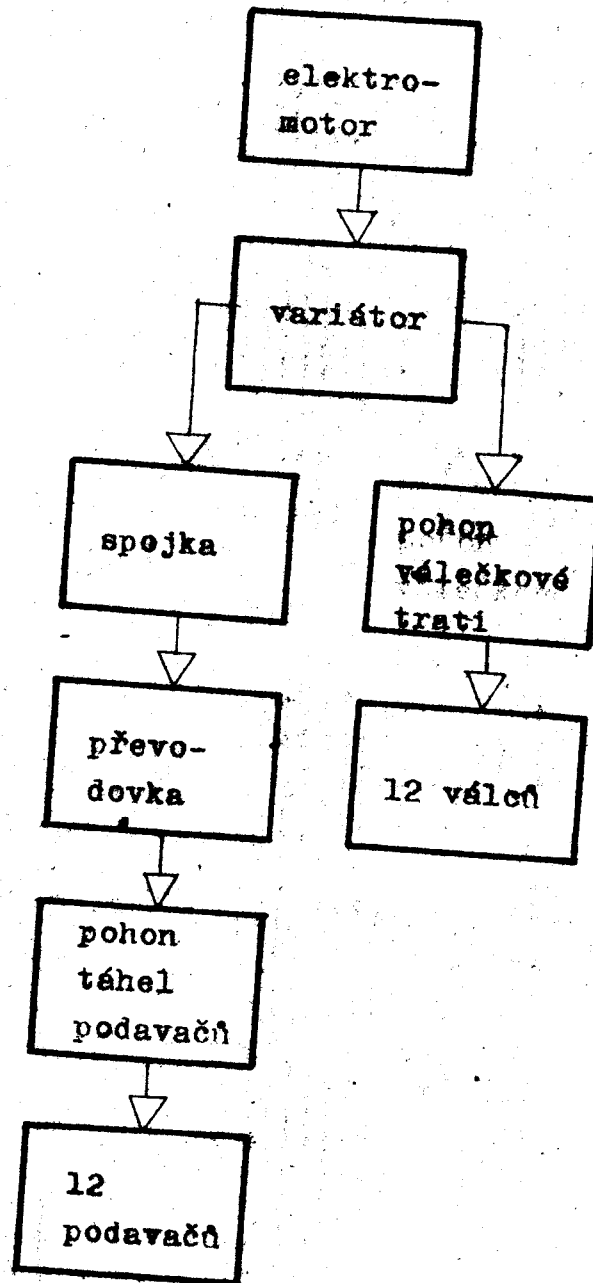 elektro-
motor
variátor
spojka
pohon
válečkové
trati
převo-
dovka
12 válců
pohon
táhel
podavačů
12
podavačů